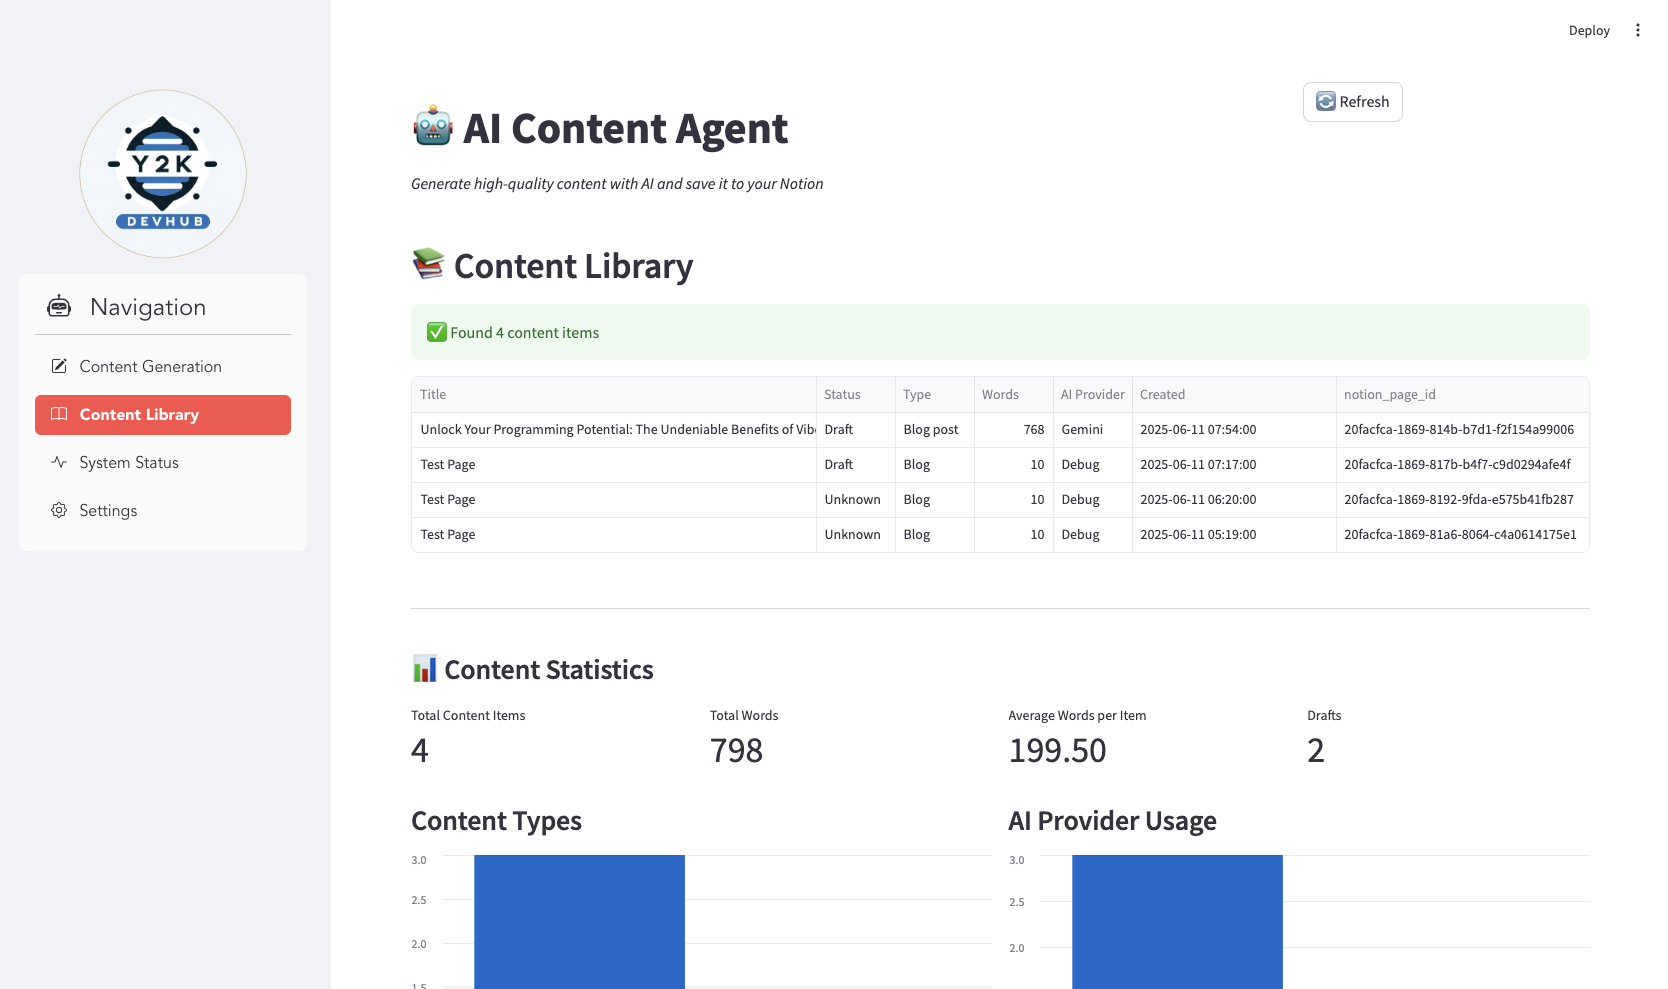 Deploy
Y2K
DEVHUB
Navigation
Content Generation
Content Library
System Status
Settings
Refresh
AI Content Agent
Generate high-quality content with AI and save it to your Notion
Content Library
Found 4 content items
Title Status Type Words AI Provider Created notion_page_id
Unlock Your Programming Potential: The Undeniable Benefits of Vib Draft Blog post 768 Gemini 2025-06-11 07:54:00 20facfca-1869-814b-b7d1-f2f154a99006
Test Page Draft Blog 10 Debug 2025-06-11 07:17:00 20facfca-1869-817b-b4f7-c9d0294afe4f
Test Page Unknown Blog 10 Debug 2025-06-11 06:20:00 20facfca-1869-8192-9fda-e575b41fb287
Test Page Unknown Blog 10 Debug 2025-06-11 05:19:00 20facfca-1869-81a6-8064-c4a0614175e1
Content Statistics
Total Content Items Total Words Average Words per Item Drafts
4 798 199.50 2
Content Types
3.0
2.5
2.0
1.5
AI Provider Usage
3.0
2.5
2.0